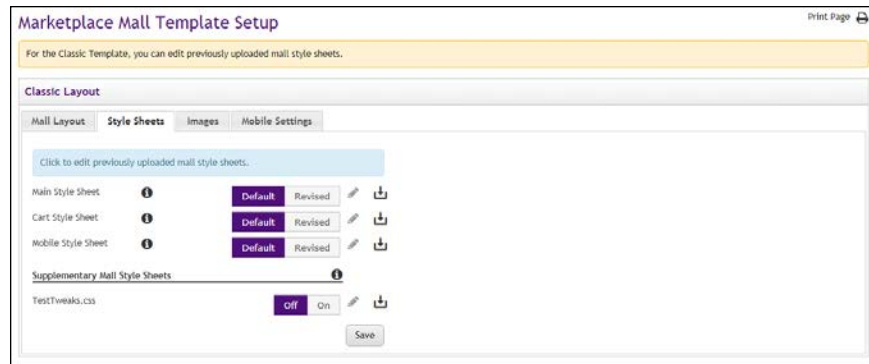 Marketplace Mall Template Setup
Print Page
For the Classic Template, you can edit previously uploaded mall style sheets.
Classic Layout
Mall Layout Style Sheets Images Mobile Settings
Click to edit previously uploaded mall style sheets.
Main Style Sheet Default Revised
Cart Style Sheet Default Revised
Mobile Style Sheet Default Revised
Supplementary Mall Style Sheets
TestTweaks.css Off On
Save